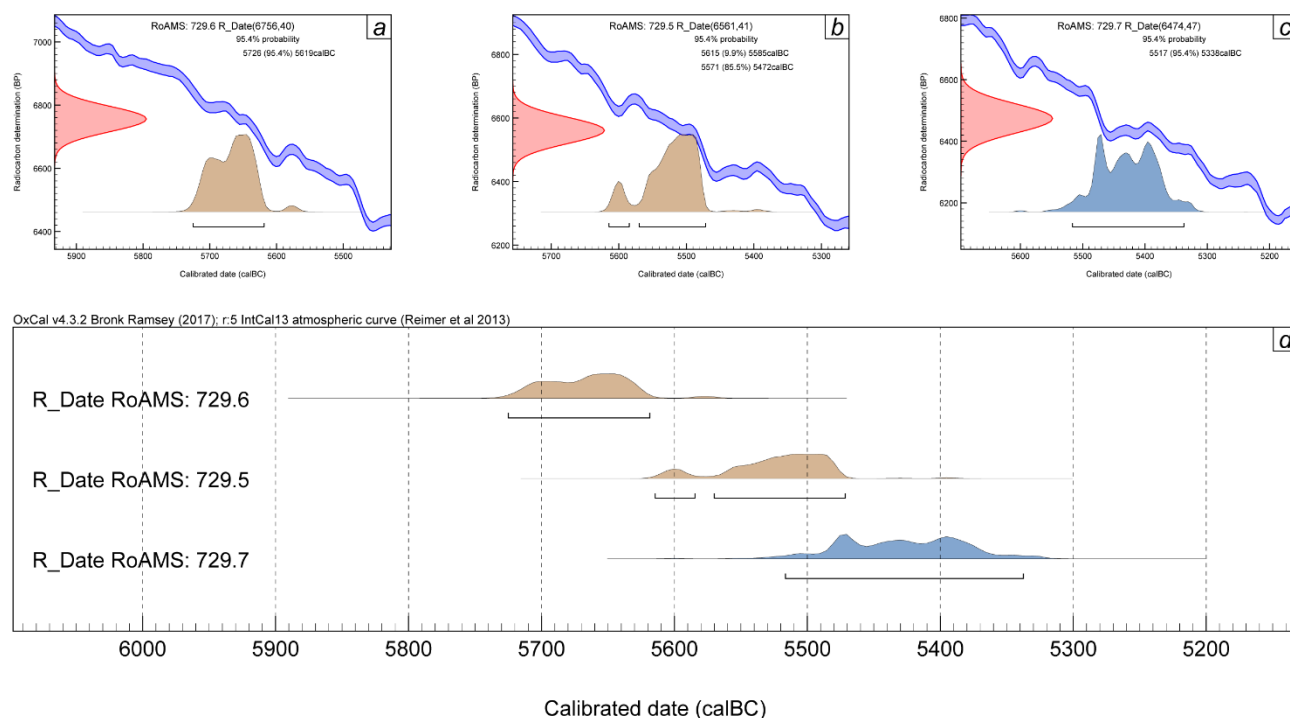 RoAMS: 729.6 R_Date(6756,40)
a
95.4% probability
5726 (95.4%) 5619calBC
Radiocarbon determination (BP)
7000
6800
6600
6400
5900 5800 5700 5600 5500
Calibrated date (calBC)
RoAMS: 729.5 R_Date(6561,41)
b
95.4% probability
5615 (9.9%) 5585calBC
5571 (85.5%) 5472calBC
Radiocarbon determination (BP)
6800
6600
6400
6200
5700 5600 5500 5400 5300
Calibrated date (calBC)
RoAMS: 729.7 R_Date(6474,47)
c
95.4% probability
5517 (95.4%) 5338calBC
Radiocarbon determination (BP)
6800
6600
6400
6200
5600 5500 5400 5300 5200
Calibrated date (calBC)
OxCal v4.3.2 Bronk Ramsey (2017); r:5 IntCal13 atmospheric curve (Reimer et al 2013)
d
R_Date RoAMS: 729.6
R_Date RoAMS: 729.5
R_Date RoAMS: 729.7
6000 5900 5800 5700 5600 5500 5400 5300 5200
Calibrated date (calBC)